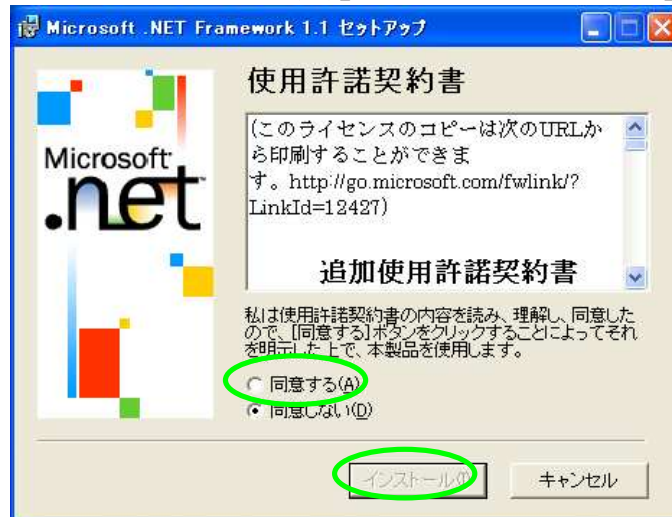 Microsoft .NET Framework 1.1 セットアップ
Microsoft
.net
使用許諾契約書
(このライセンスのコピーは次のURLか
ら印刷することができま
す。http://go.microsoft.com/fwlink/?
LinkId=12427)
追加使用許諾契約書
私は使用許諾契約書の内容を読み、理解し、同意した
ので、[同意する]ボタンをクリックすることによってそれ
を明示した上で、本製品を使用します。
同意する(A)
同意しない(D)
インストール(I)
キャンセル